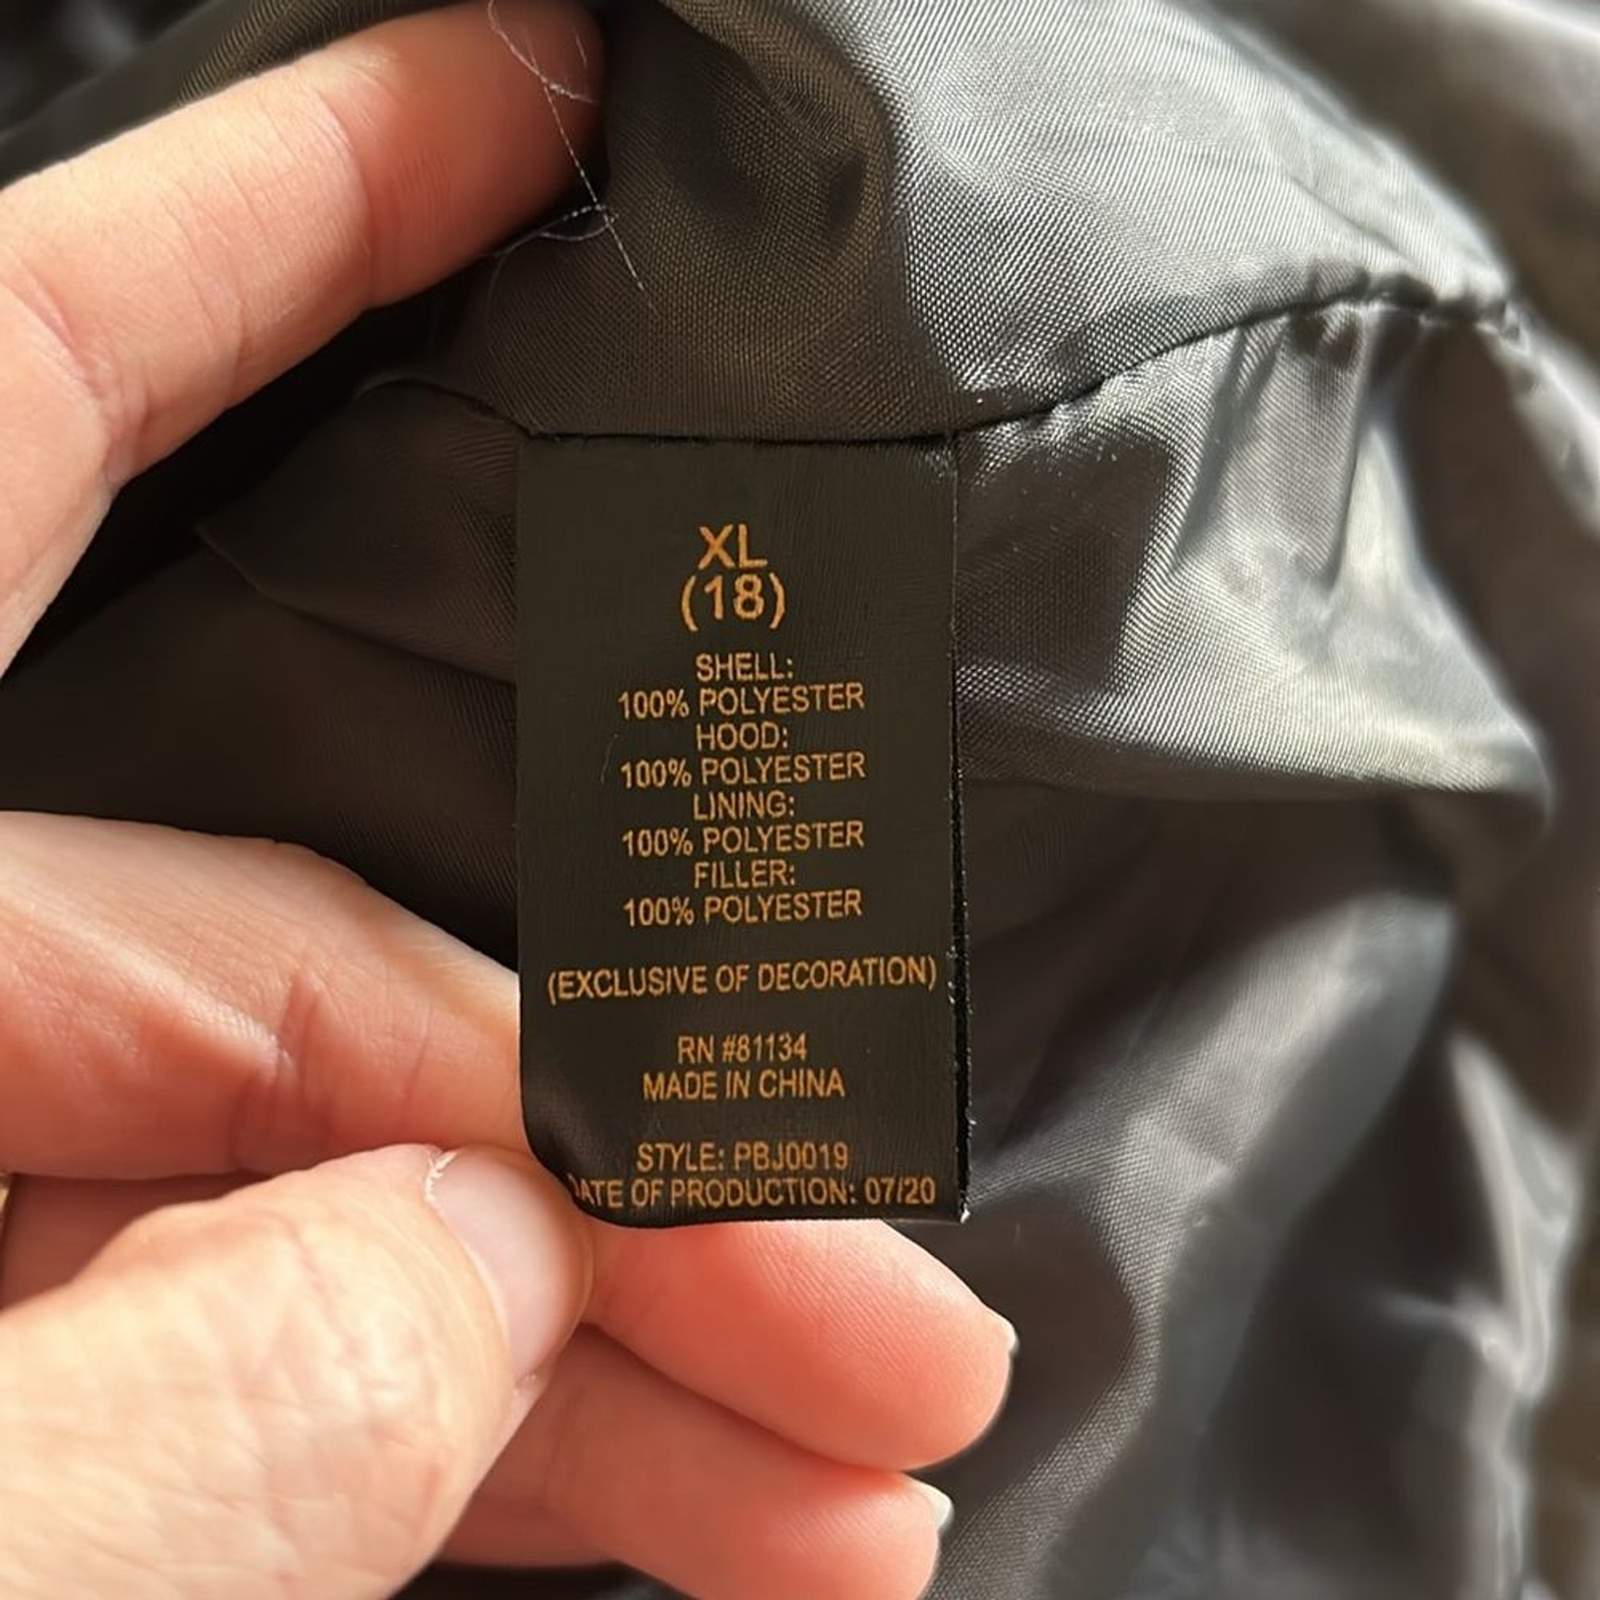 XL
(18)
SHELL:
100% POLYESTER
HOOD:
100% POLYESTER
LINING:
100% POLYESTER
FILLER:
100% POLYESTER
(EXCLUSIVE OF DECORATION)
RN #81134
MADE IN CHINA
STYLE: PBJ0019
DATE OF PRODUCTION: 07/20